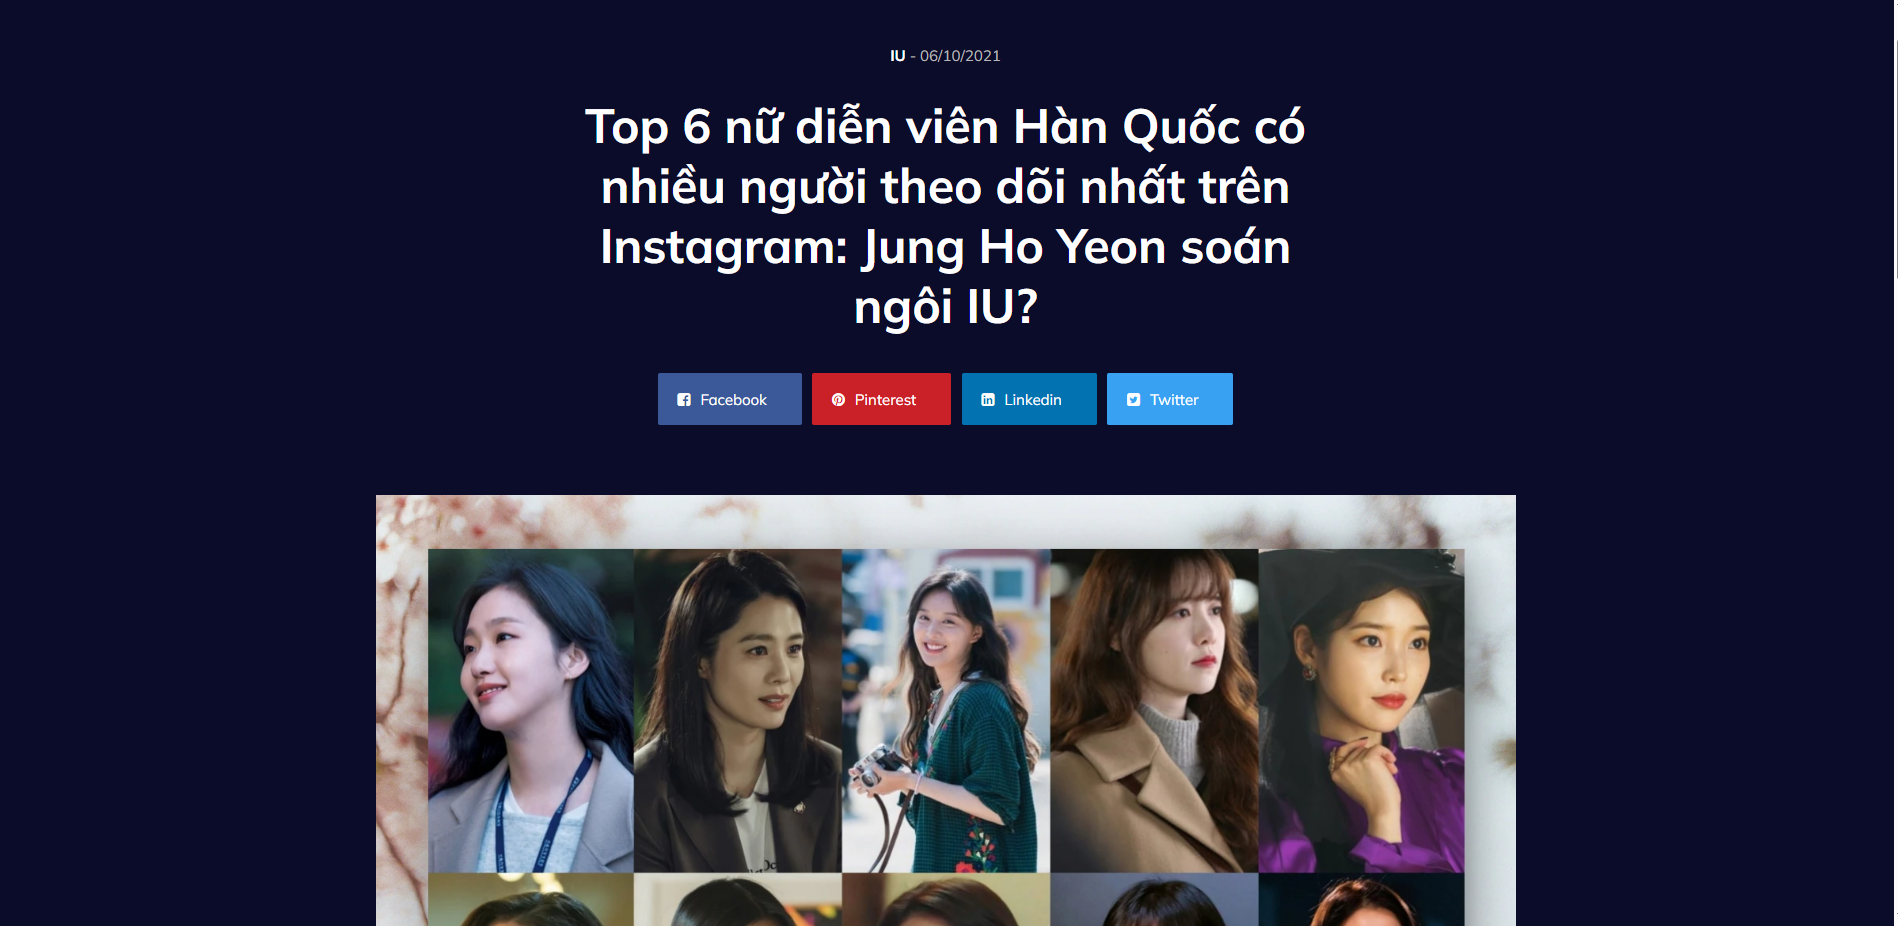 IU - 06/10/2021
Top 6 nữ diễn viên Hàn Quốc có
nhiều người theo dõi nhất trên
Instagram: Jung Ho Yeon soán
ngôi IU?
Facebook
Pinterest
Linkedin
Twitter